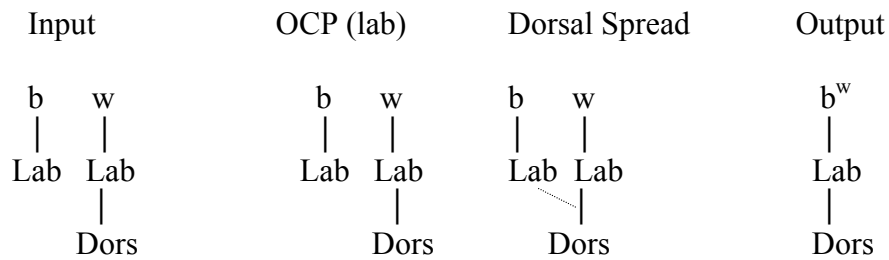 Input OCP (lab) Dorsal Spread Output
b w b w b w bʷ
Lab Lab Lab Lab Lab Lab Lab
Dors Dors Dors Dors